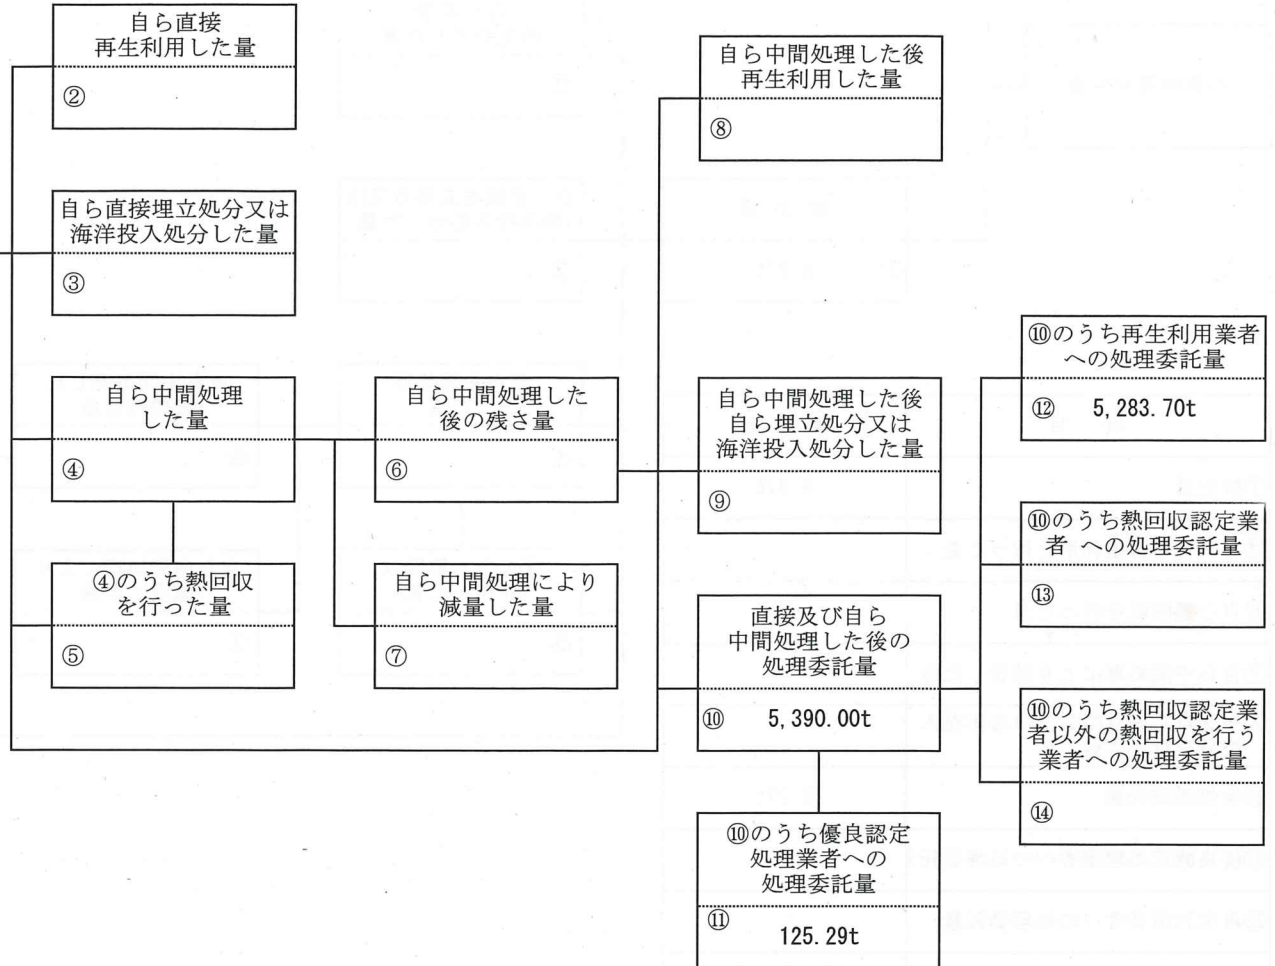 自ら直接
再生利用した量
②
自ら直接埋立処分又は
海洋投入処分した量
③
自ら中間処理
した量
④
④のうち熱回収
を行った量
⑤
自ら中間処理した
後の残さ量
⑥
自ら中間処理により
減量した量
⑦
自ら中間処理した後
再生利用した量
⑧
自ら中間処理した後
自ら埋立処分又は
海洋投入処分した量
⑨
直接及び自ら
中間処理した後の
処理委託量
⑩ 5,390.00t
⑩のうち優良認定
処理業者への
処理委託量
⑪ 125.29t
⑩のうち再生利用業者
への処理委託量
⑫ 5,283.70t
⑩のうち熱回収認定業
者への処理委託量
⑬
⑩のうち熱回収認定業
者以外の熱回収を行う
業者への処理委託量
⑭